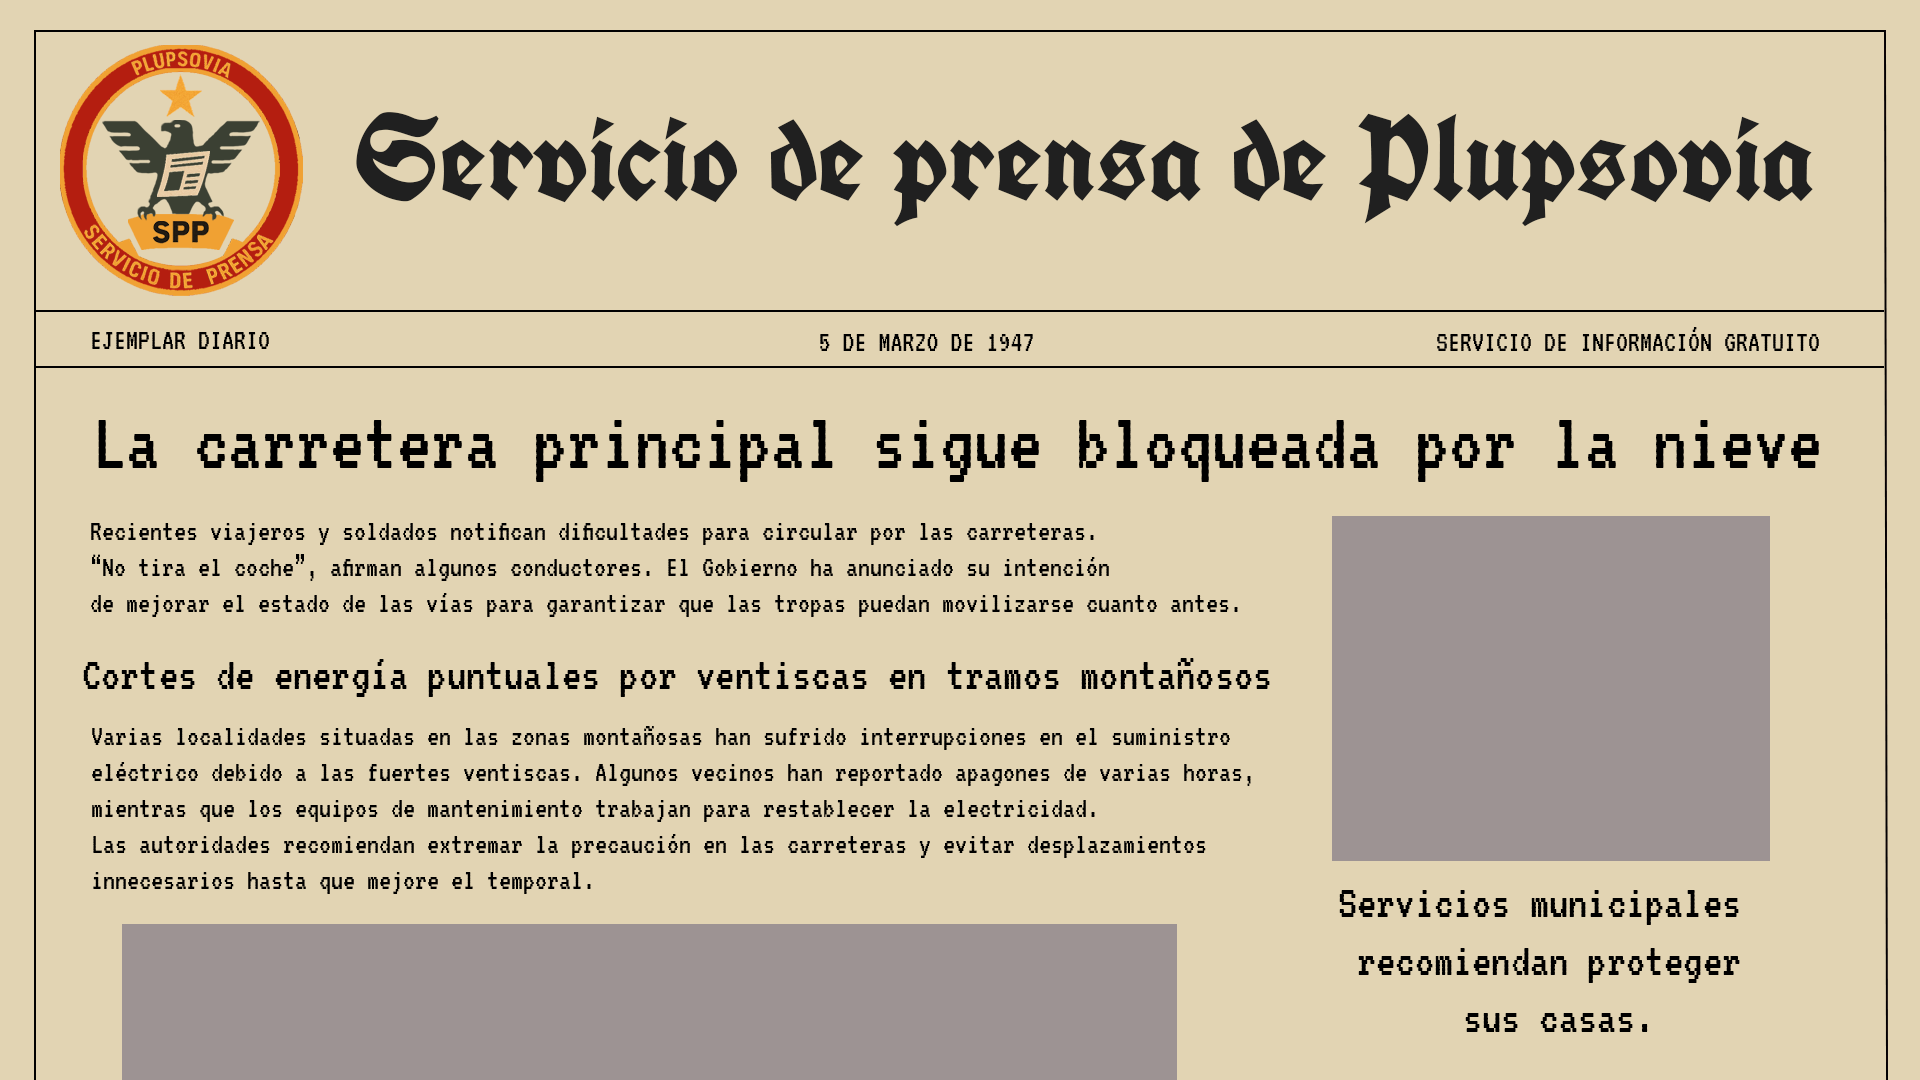 PLUPSOVIA
SPP
SERVICIO DE PRENSA
Servicio de prensa de Plupsovia
EJEMPLAR DIARIO
5 DE MARZO DE 1947
SERVICIO DE INFORMACIÓN GRATUITO
La carretera principal sigue bloqueada por la nieve
Recientes viajeros y soldados notifican dificultades para circular por las carreteras.
“No tira el coche”, afirman algunos conductores. El Gobierno ha anunciado su intención
de mejorar el estado de las vías para garantizar que las tropas puedan movilizarse cuanto antes.
Cortes de energía puntuales por ventiscas en tramos montañosos
Varias localidades situadas en las zonas montañosas han sufrido interrupciones en el suministro
eléctrico debido a las fuertes ventiscas. Algunos vecinos han reportado apagones de varias horas,
mientras que los equipos de mantenimiento trabajan para restablecer la electricidad.
Las autoridades recomiendan extremar la precaución en las carreteras y evitar desplazamientos
innecesarios hasta que mejore el temporal.
Servicios municipales
recomiendan proteger
sus casas.